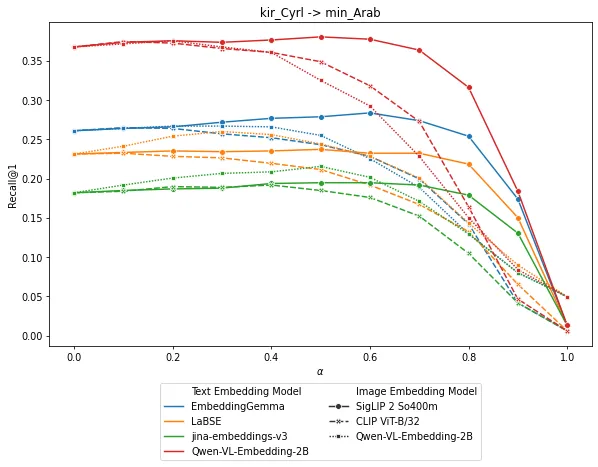 kir_Cyrl -> min_Arab
Recall@1
0.35
0.30
0.25
0.20
0.15
0.10
0.05
0.00
0.0 0.2 0.4 0.6 0.8 1.0
α
Text Embedding Model
EmbeddingGemma
LaBSE
jina-embeddings-v3
Qwen-VL-Embedding-2B
Image Embedding Model
SigLIP 2 So400m
CLIP ViT-B/32
Qwen-VL-Embedding-2B